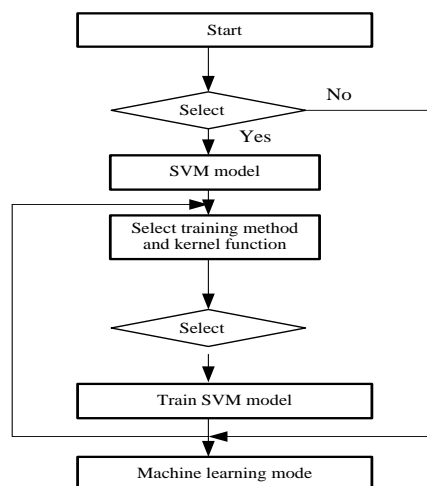 Start
Select
No
Yes
SVM model
Select training method
and kernel function
Select
Train SVM model
Machine learning mode